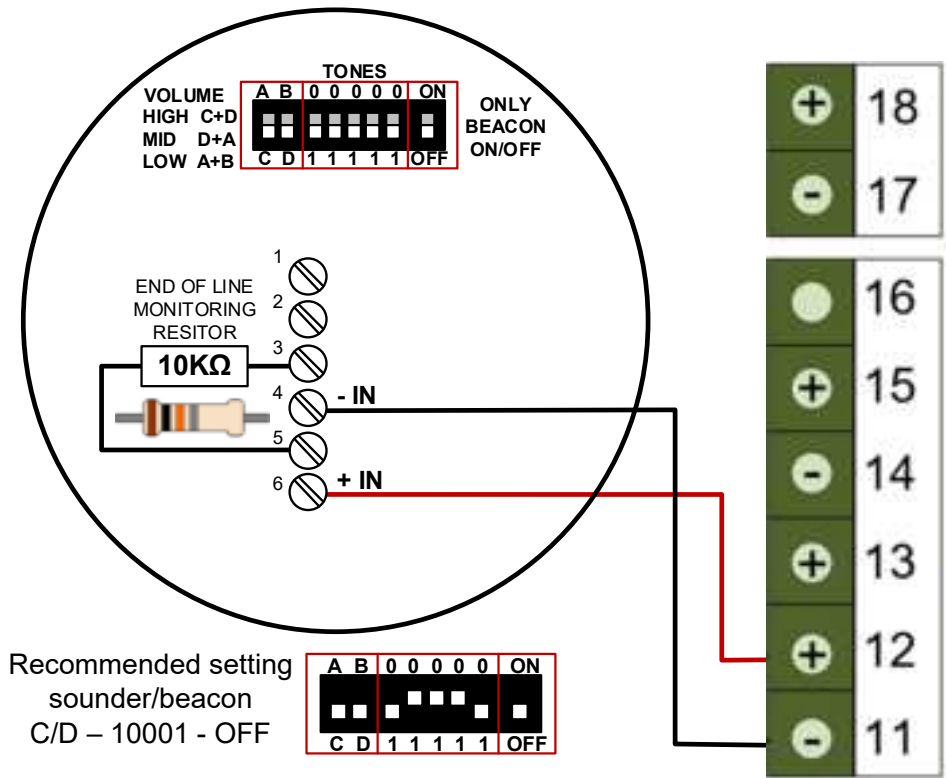 TONES
VOLUME
HIGH C+D
MID D+A
LOW A+B
A B 0 0 0 0 0 ON
C D 1 1 1 1 1 OFF
ONLY
BEACON
ON/OFF
1
2
3
4
5
6
END OF LINE
MONITORING
RESITOR
10KΩ
- IN
+ IN
+ 18
- 17
16
+ 15
- 14
+ 13
+ 12
- 11
Recommended setting
sounder/beacon
C/D – 10001 - OFF
A B 0 0 0 0 0 ON
C D 1 1 1 1 1 OFF